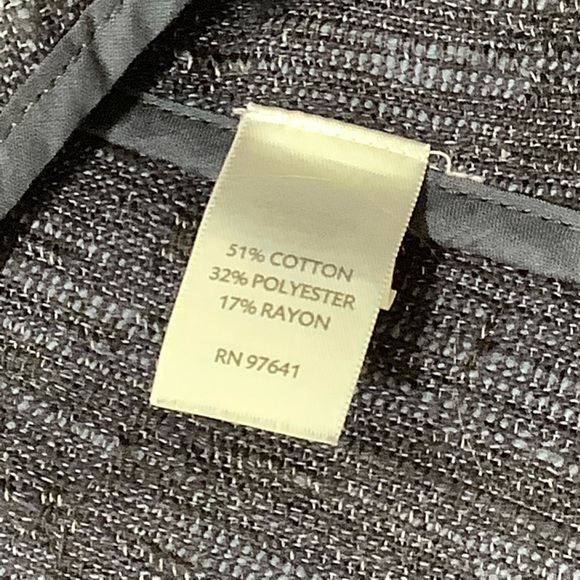 51% COTTON
32% POLYESTER
17% RAYON
RN 97641